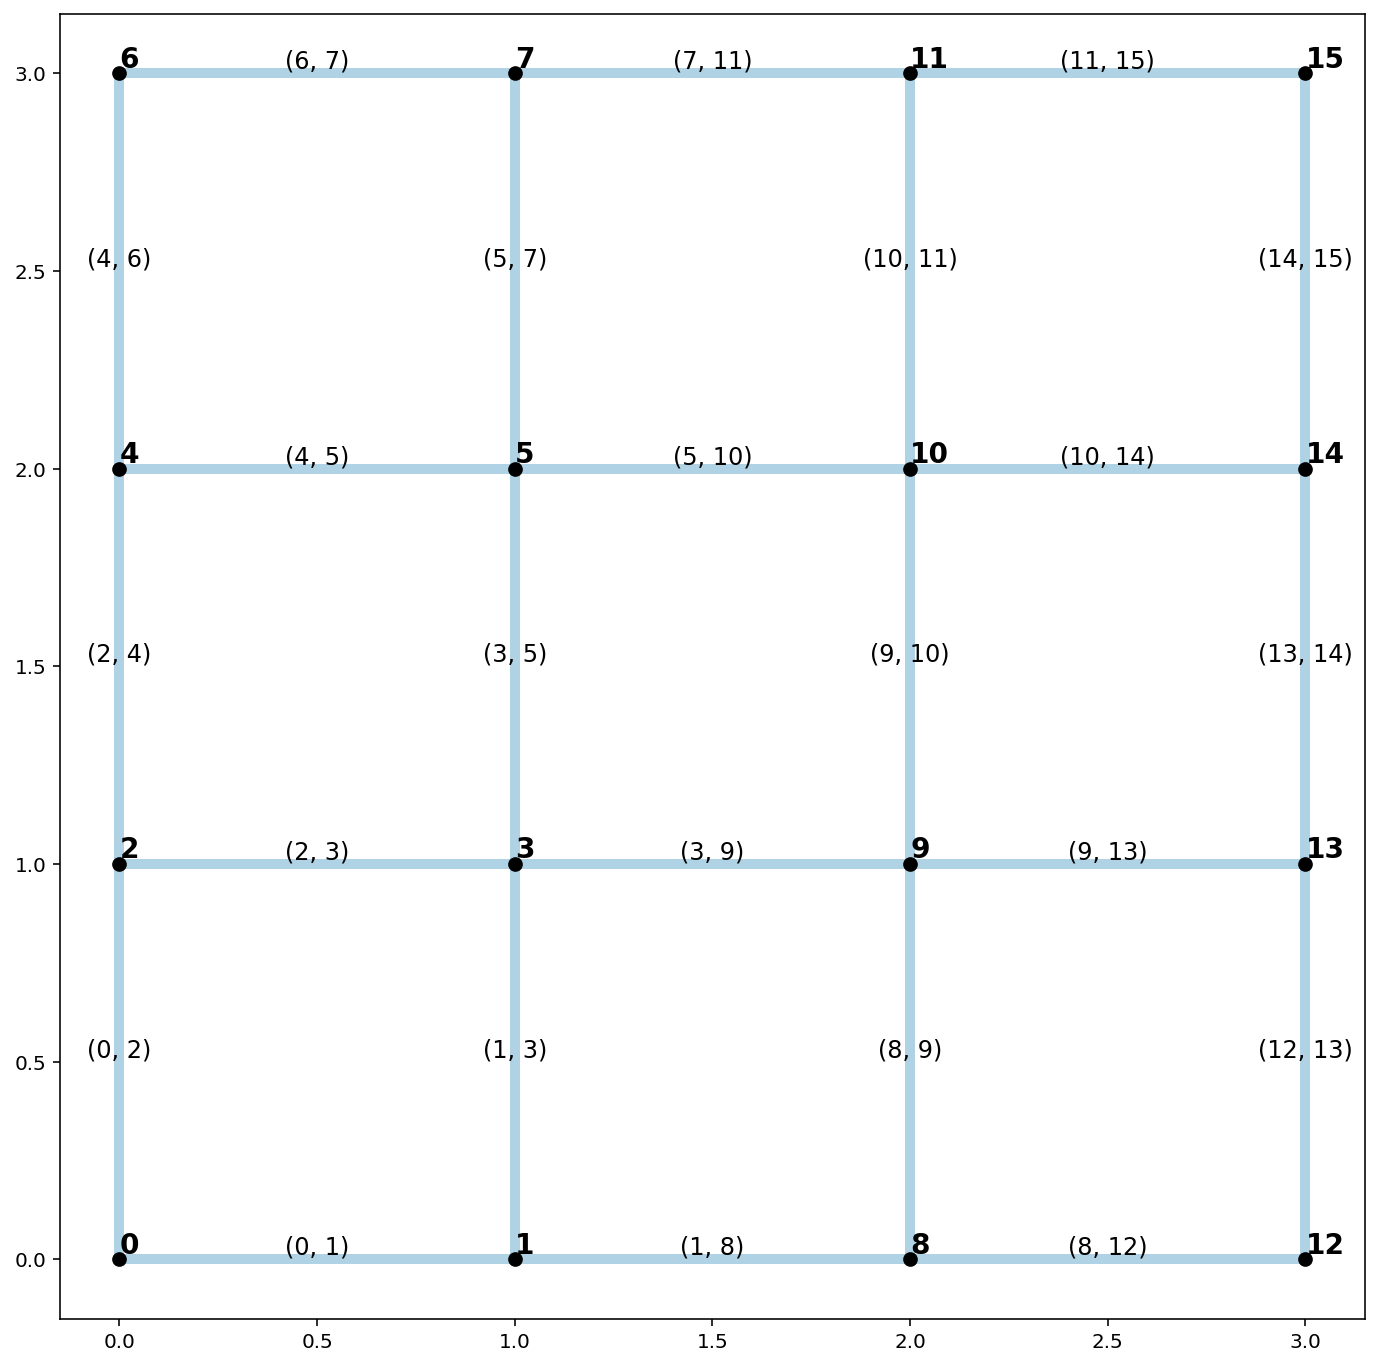 6 7 11 15
(6, 7) (7, 11) (11, 15)
3.0
(4, 6) (5, 7) (10, 11) (14, 15)
2.5
4 5 10 14
(4, 5) (5, 10) (10, 14)
2.0
(2, 4) (3, 5) (9, 10) (13, 14)
1.5
2 3 9 13
(2, 3) (3, 9) (9, 13)
1.0
(0, 2) (1, 3) (8, 9) (12, 13)
0.5
0 1 8 12
(0, 1) (1, 8) (8, 12)
0.0
0.0 0.5 1.0 1.5 2.0 2.5 3.0